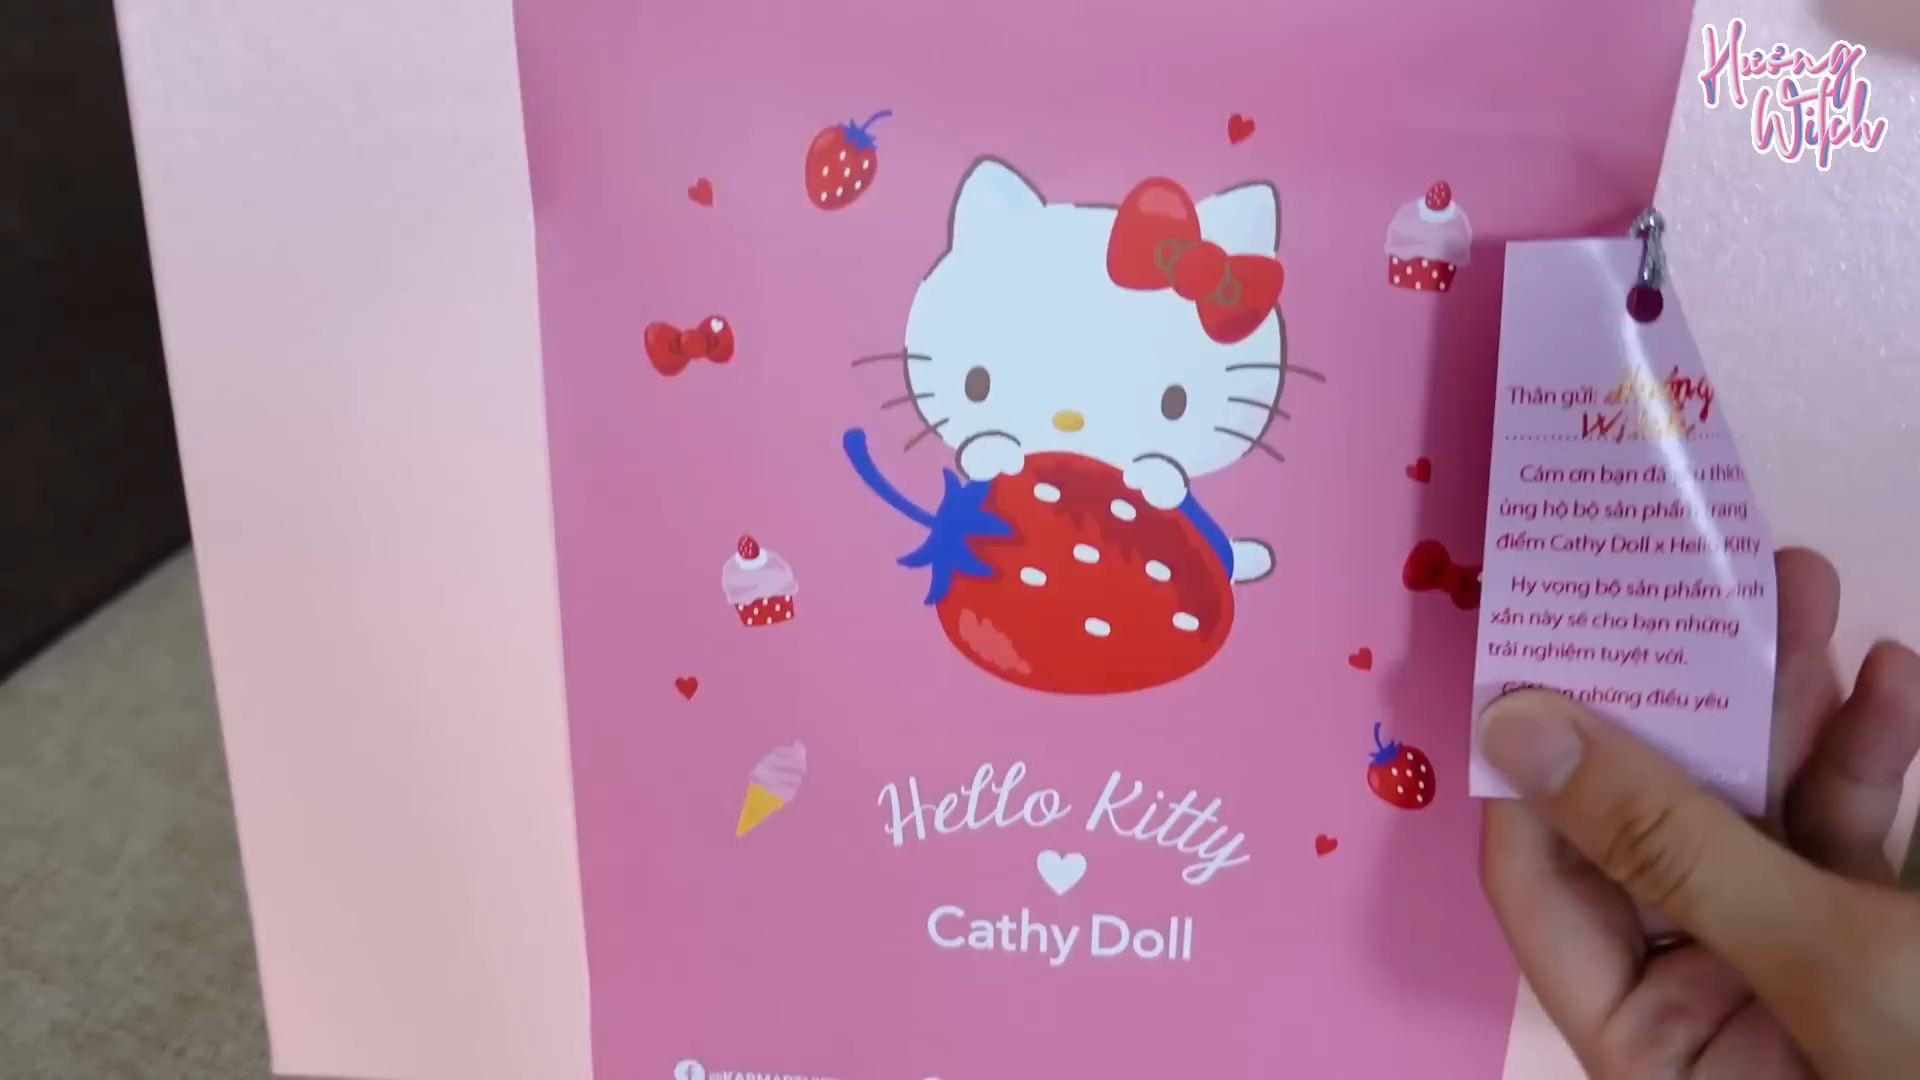 Hương
Witch
Thân gửi: Hương
Witch
Cám ơn bạn đã thích
ủng hộ bộ sản phẩm trang
điểm Cathy Doll x Hello Kitty
Hy vọng bộ sản phẩm xinh
xắn này sẽ cho bạn những
trải nghiệm tuyệt vời.
những điều yêu
Hello Kitty
Cathy Doll